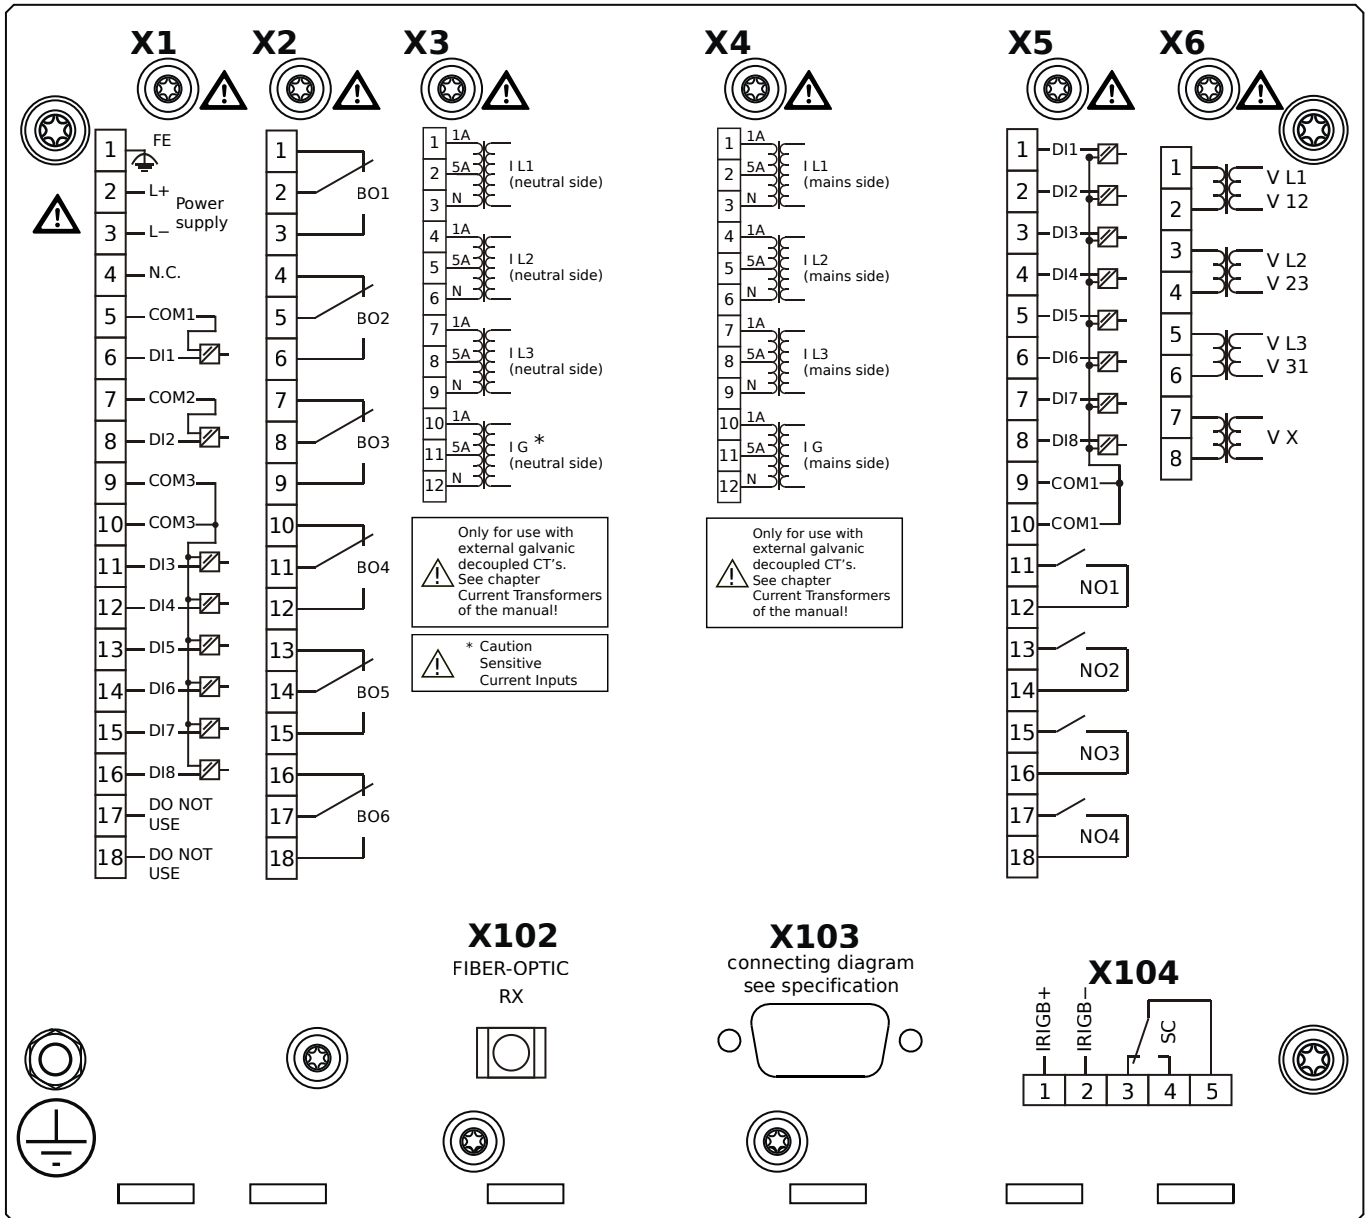 X1
1
FE
2
L+
Power
supply
3
L−
4
N.C.
5
COM1
6
DI1
7
COM2
8
DI2
9
COM3
10
COM3
11
DI3
12
DI4
13
DI5
14
DI6
15
DI7
16
DI8
17
DO NOT
USE
18
DO NOT
USE
X2
1
2
BO1
3
4
5
BO2
6
7
8
BO3
9
10
11
BO4
12
13
14
BO5
15
16
17
BO6
18
X3
1
1A
2
5A
3
N
I L1
(neutral side)
4
1A
5
5A
6
N
I L2
(neutral side)
7
1A
8
5A
9
N
I L3
(neutral side)
10
1A
11
5A
12
N
I G *
(neutral side)
Only for use with
external galvanic
decoupled CT's.
See chapter
Current Transformers
of the manual!
* Caution
Sensitive
Current Inputs
X4
1
1A
2
5A
3
N
I L1
(mains side)
4
1A
5
5A
6
N
I L2
(mains side)
7
1A
8
5A
9
N
I L3
(mains side)
10
1A
11
5A
12
N
I G
(mains side)
Only for use with
external galvanic
decoupled CT's.
See chapter
Current Transformers
of the manual!
X5
1
DI1
2
DI2
3
DI3
4
DI4
5
DI5
6
DI6
7
DI7
8
DI8
9
COM1
10
COM1
11
NO1
12
13
NO2
14
15
NO3
16
17
NO4
18
X6
1
2
V L1
V 12
3
4
V L2
V 23
5
6
V L3
V 31
7
8
V X
X102
FIBER-OPTIC
RX
X103
connecting diagram
see specification
X104
IRIGB+
IRIGB−
SC
1 2 3 4 5